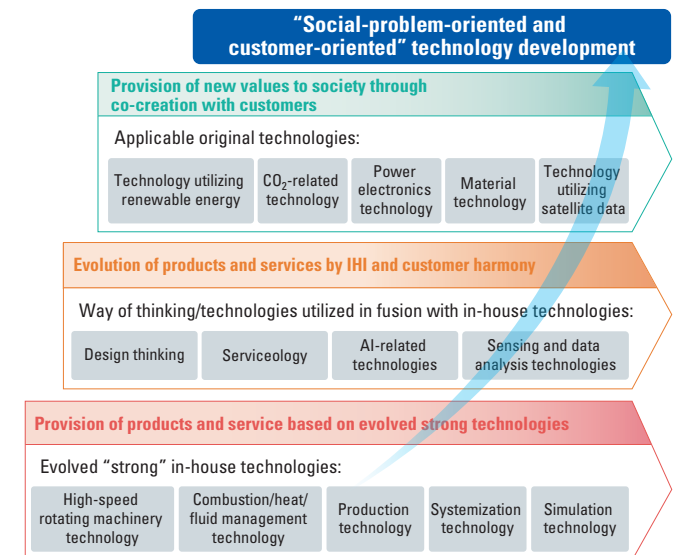 “Social-problem-oriented and
customer-oriented” technology development
Provision of new values to society through
co-creation with customers
Applicable original technologies:
Technology utilizing
renewable energy
CO₂-related
technology
Power
electronics
technology
Material
technology
Technology
utilizing
satellite data
Evolution of products and services by IHI and customer harmony
Way of thinking/technologies utilized in fusion with in-house technologies:
Design thinking
Serviceology
AI-related
technologies
Sensing and data
analysis technologies
Provision of products and service based on evolved strong technologies
Evolved “strong” in-house technologies:
High-speed
rotating machinery
technology
Combustion/heat/
fluid management
technology
Production
technology
Systemization
technology
Simulation
technology